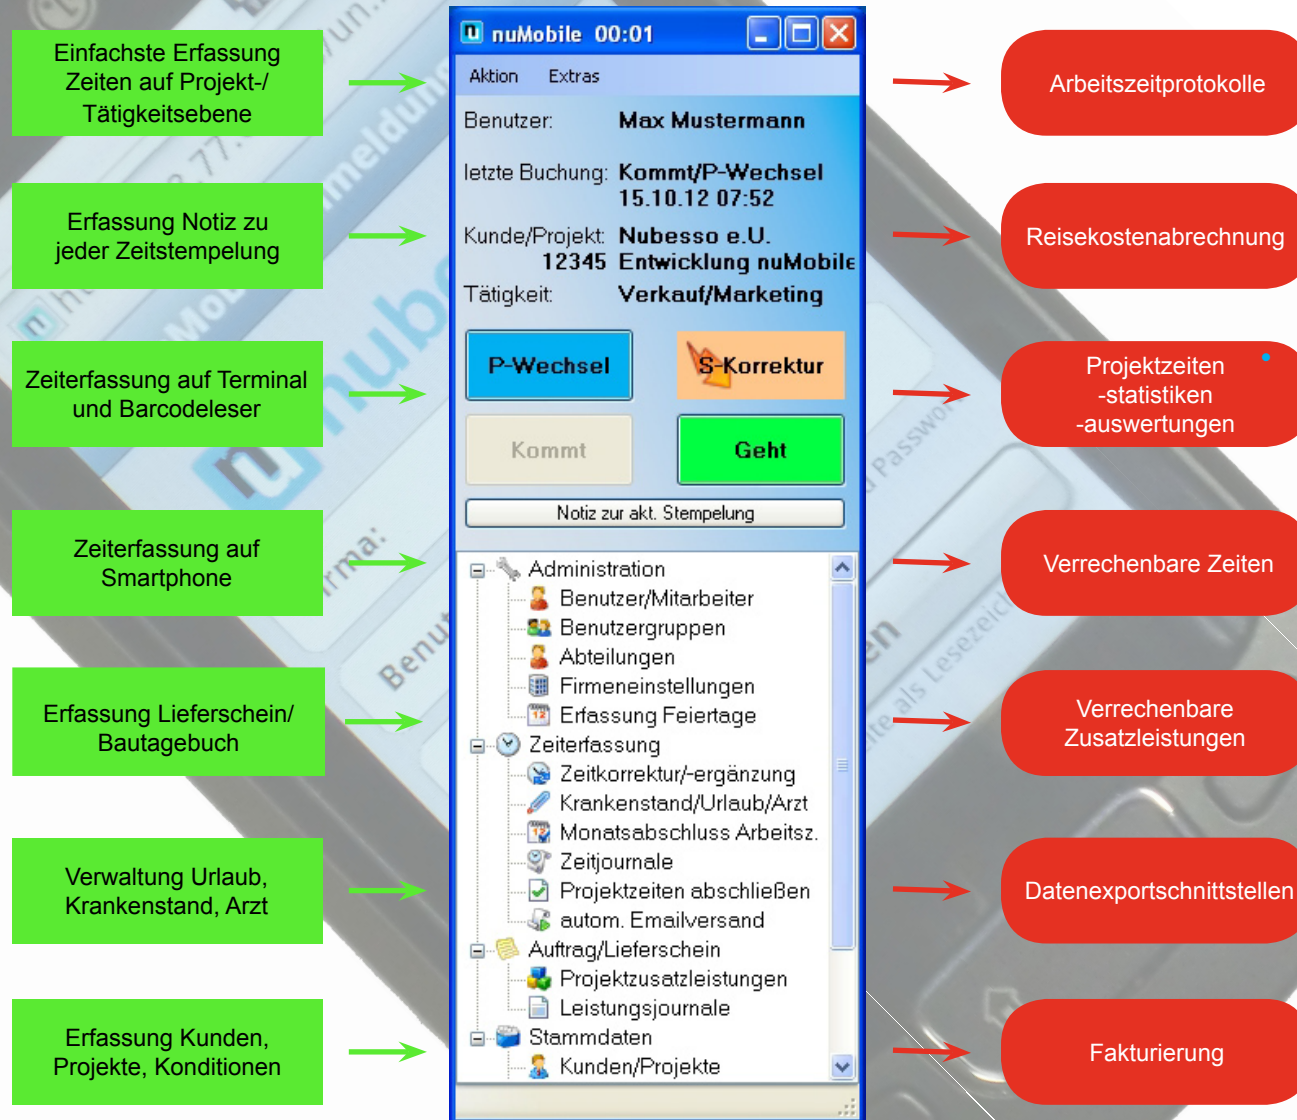 Einfachste Erfassung
Zeiten auf Projekt-/
Tätigkeitsebene
Erfassung Notiz zu
jeder Zeitstempelung
Zeiterfassung auf Terminal
und Barcodeleser
Zeiterfassung auf
Smartphone
Erfassung Lieferschein/
Bautagebuch
Verwaltung Urlaub,
Krankenstand, Arzt
Erfassung Kunden,
Projekte, Konditionen
nuMobile 00:01
Aktion Extras
Benutzer: Max Mustermann
letzte Buchung: Kommt/P-Wechsel
15.10.12 07:52
Kunde/Projekt: Nubesso e.U.
12345 Entwicklung nuMobile
Tätigkeit: Verkauf/Marketing
P-Wechsel S-Korrektur
Kommt Geht
Notiz zur akt. Stempelung
Administration
Benutzer/Mitarbeiter
Benutzergruppen
Abteilungen
Firmeneinstellungen
Erfassung Feiertage
Zeiterfassung
Zeitkorrektur/-ergänzung
Krankenstand/Urlaub/Arzt
Monatsabschluss Arbeitsz.
Zeitjournale
Projektzeiten abschließen
autom. Emailversand
Auftrag/Lieferschein
Projektzusatzleistungen
Leistungsjournale
Stammdaten
Kunden/Projekte
Arbeitszeitprotokolle
Reisekostenabrechnung
Projektzeiten
-statistiken
-auswertungen
Verrechenbare Zeiten
Verrechenbare
Zusatzleistungen
Datenexportschnittstellen
Fakturierung